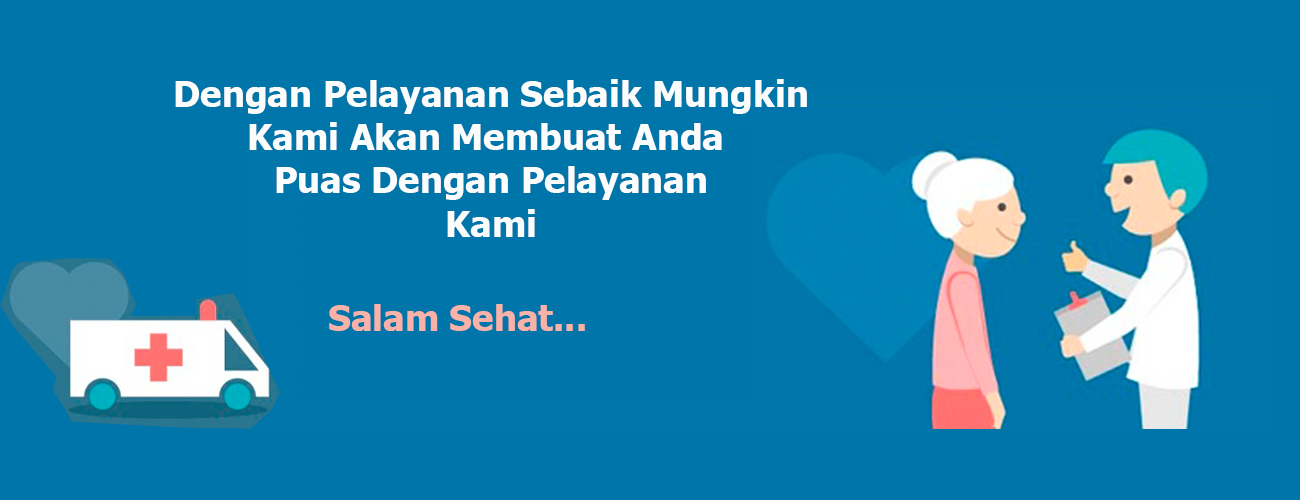 Dengan Pelayanan Sebaik Mungkin
Kami Akan Membuat Anda
Puas Dengan Pelayanan
Kami
Salam Sehat...